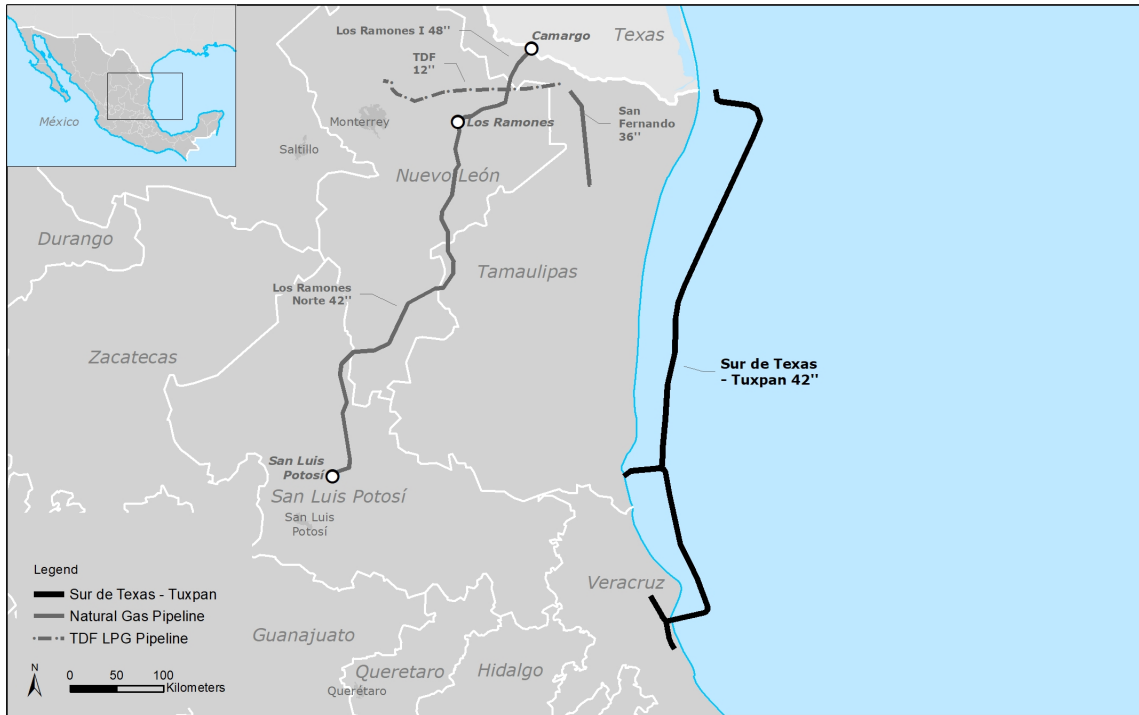 México
Los Ramones I 48''
Camargo
Texas
TDF
12''
San
Fernando
36''
Monterrey
Los Ramones
Saltillo
Nuevo León
Durango
Tamaulipas
Los Ramones
Norte 42''
Zacatecas
Sur de Texas
- Tuxpan 42''
San Luis
Potosí
San Luis Potosí
San Luis
Potosí
Veracruz
Legend
Sur de Texas - Tuxpan
Natural Gas Pipeline
TDF LPG Pipeline
Guanajuato
Queretaro
Hidalgo
Querétaro
N
0 50 100
Kilometers